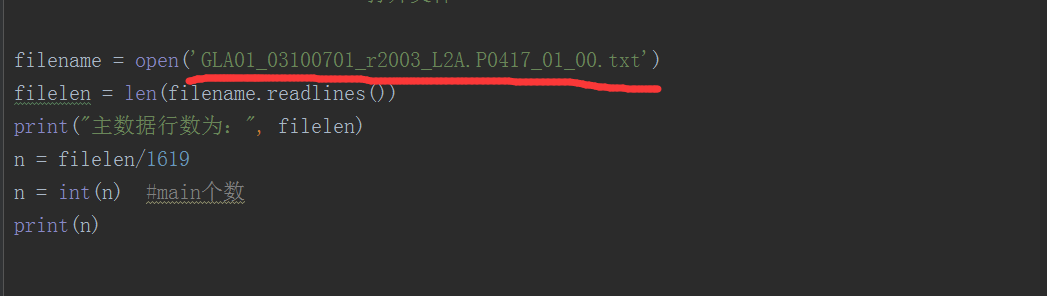 filename = open('GLA01_03100701_r2003_L2A.P0417_01_00.txt')
filelen = len(filename.readlines())
print("主数据行数为：", filelen)
n = filelen/1619
n = int(n)  #main个数
print(n)